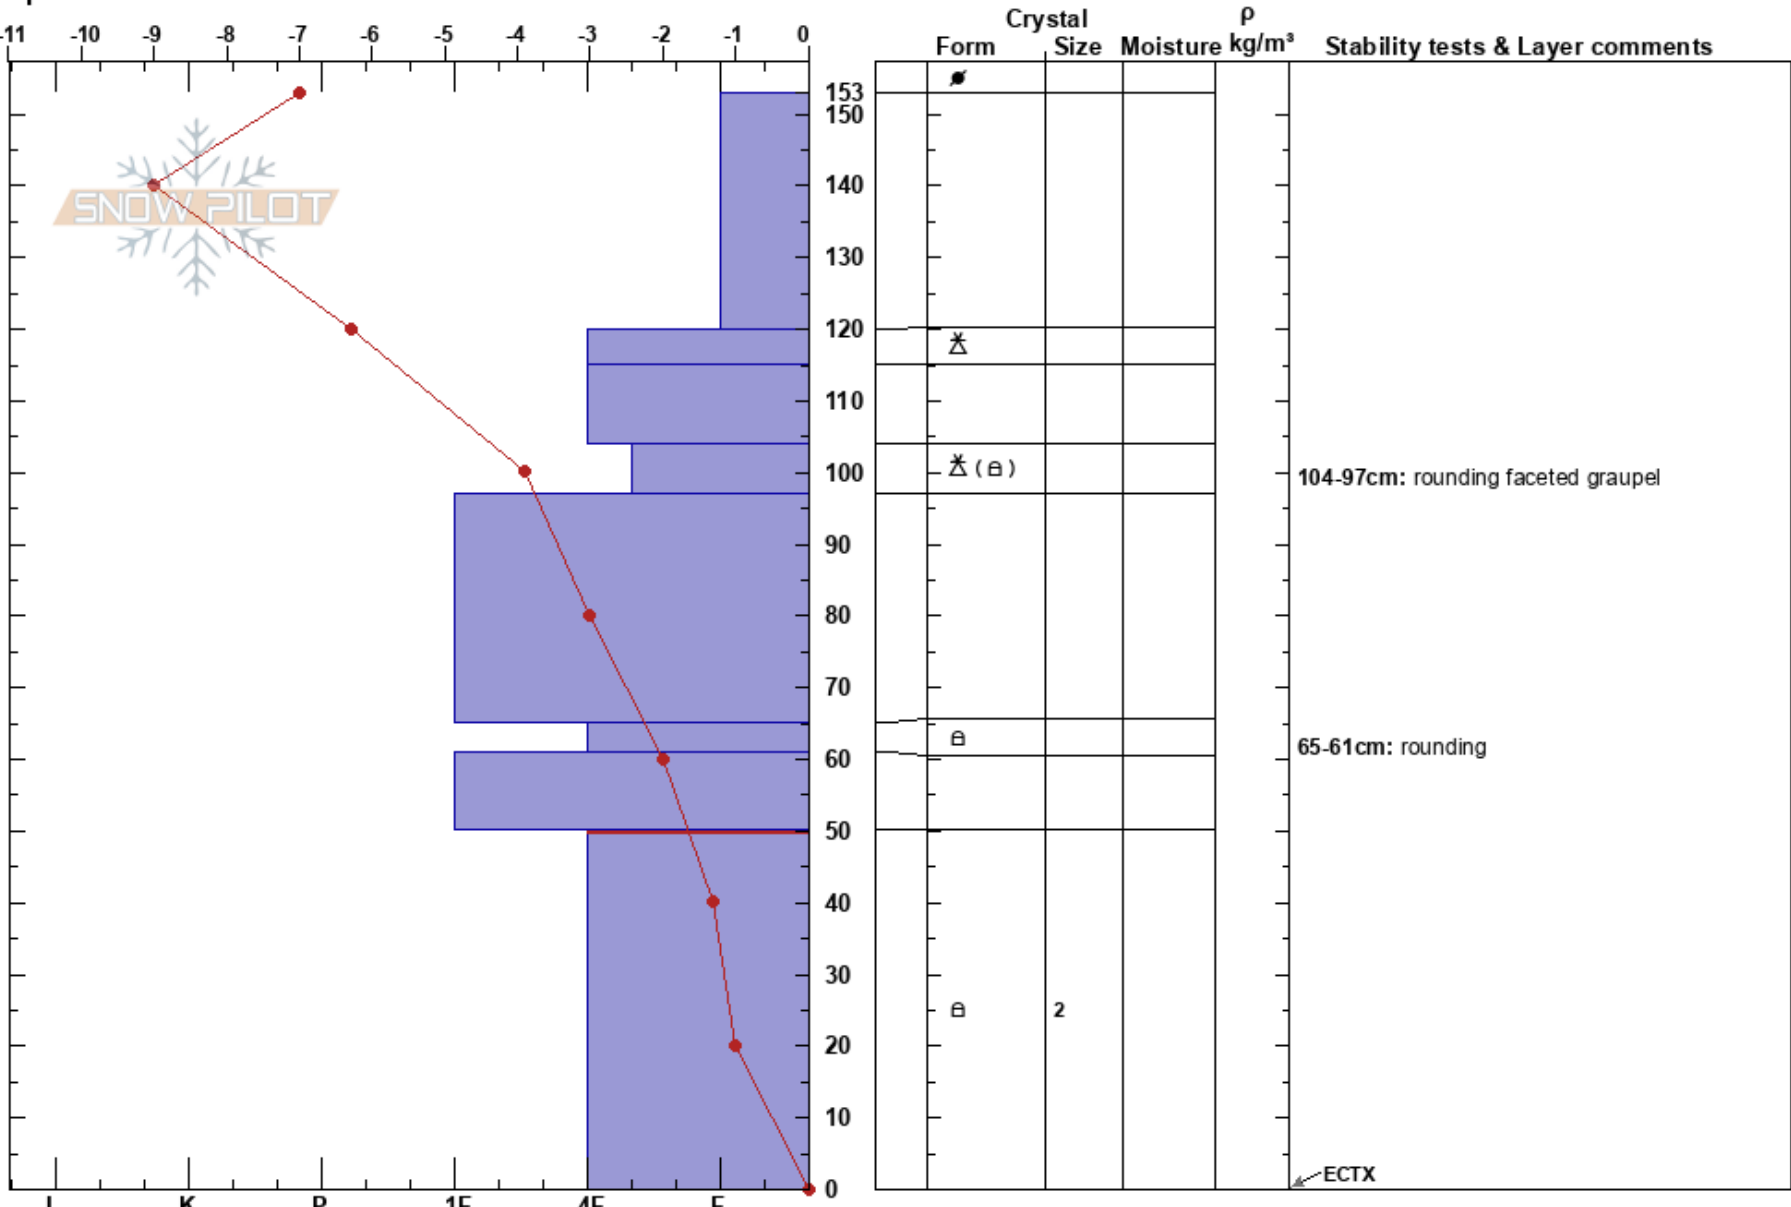 Crystal ρ
-11 -10 -9 -8 -7 -6 -5 -4 -3 -2 -1 0 Form Size Moisture kg/m³ Stability tests & Layer comments
153
150
140
SNOW PILOT
130
120
110
100 104-97cm: rounding faceted graupel
90
80
70
60 65-61cm: rounding
50
40
30
20 2
10
0 ECTX
I K P 1F 4F F